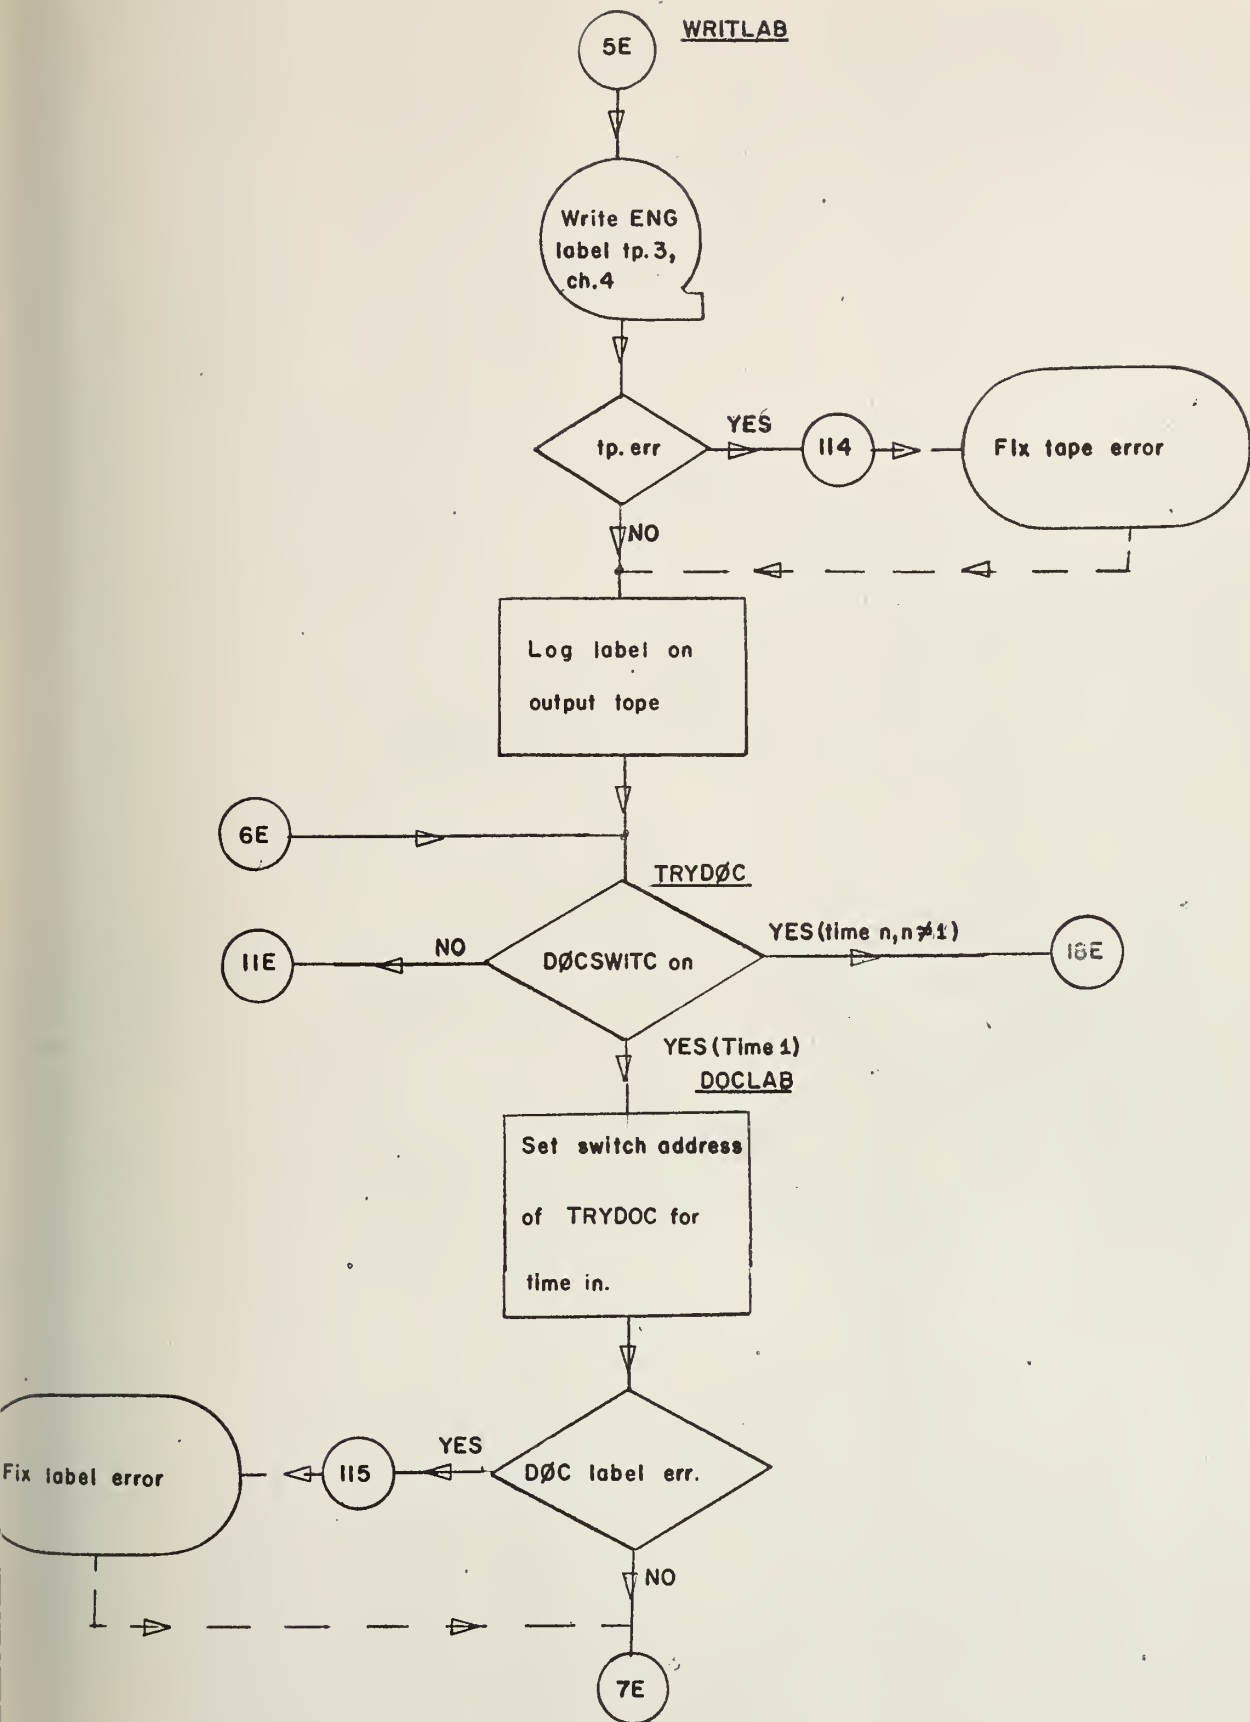 5E
WRITLAB
Write ENG
label tp.3,
ch.4
tp. err
YES
114
Fix tape error
NO
Log label on
output tape
6E
TRYDØC
11E
NO
DØCSWITC on
YES (time n, n≠1)
18E
YES (Time 1)
DOCLAB
Set switch address
of TRYDOC for
time in.
Fix label error
115
YES
DØC label err.
NO
7E